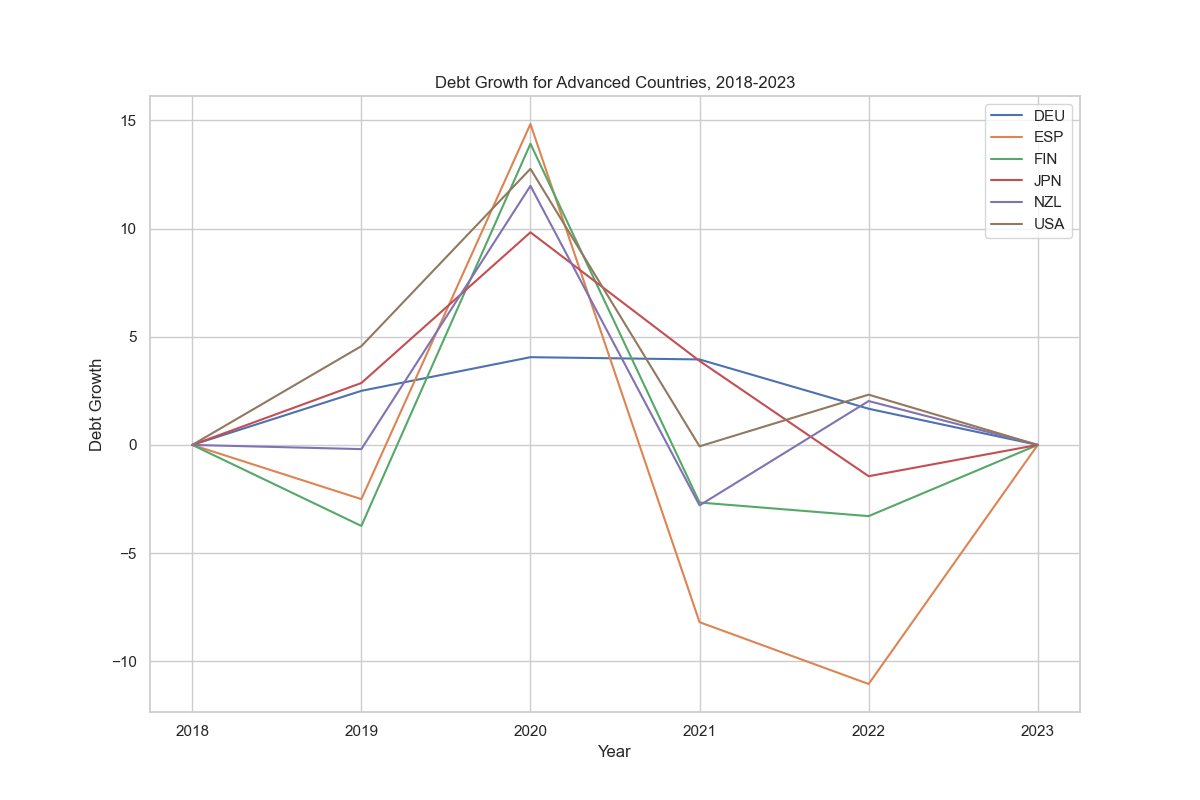 Debt Growth for Advanced Countries, 2018-2023
DEU
ESP
FIN
JPN
NZL
USA
15
10
5
0
−5
−10
Debt Growth
2018 2019 2020 2021 2022 2023
Year